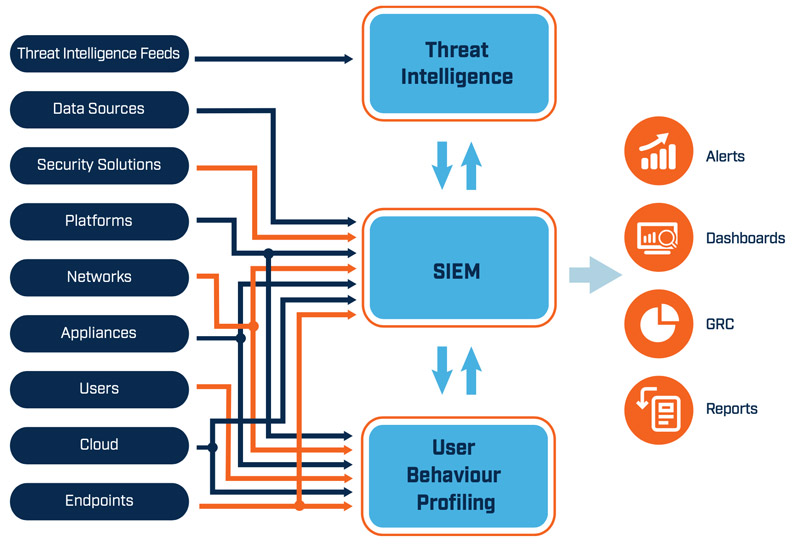 Threat Intelligence Feeds
Data Sources
Security Solutions
Platforms
Networks
Appliances
Users
Cloud
Endpoints
Threat
Intelligence
SIEM
User
Behaviour
Profiling
Alerts
Dashboards
GRC
Reports